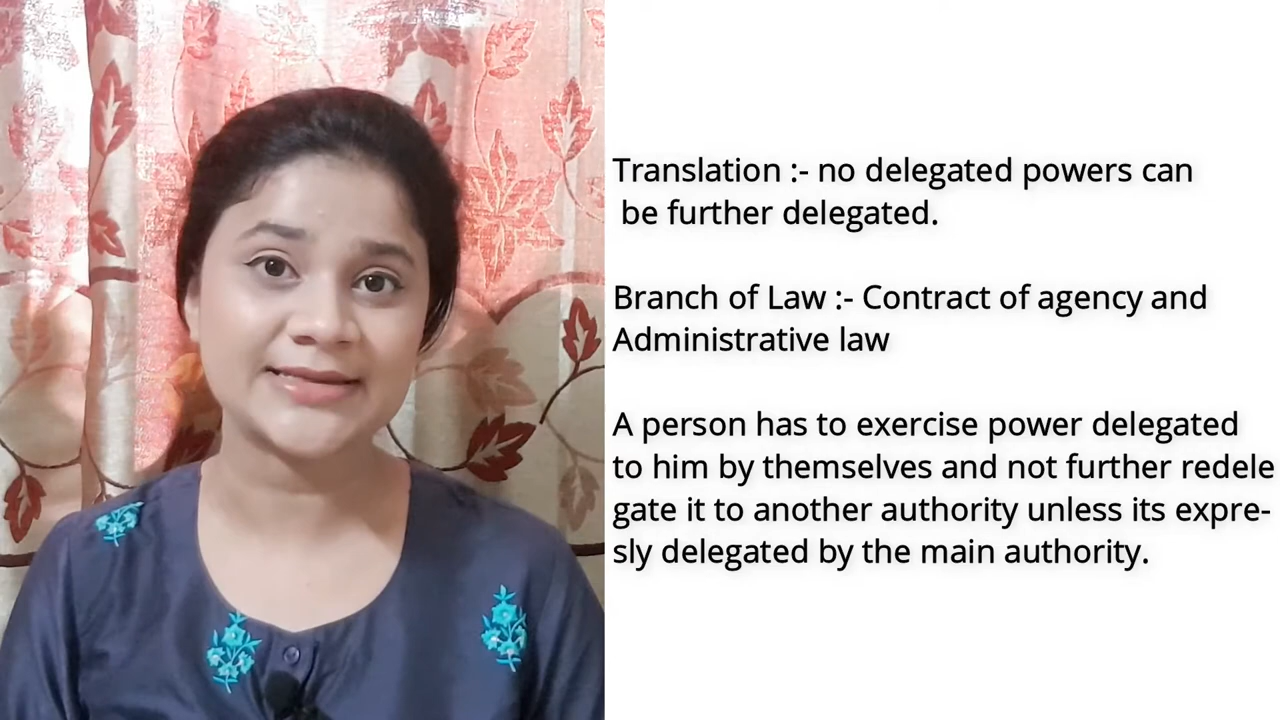 Translation :- no delegated powers can
be further delegated.
Branch of Law :- Contract of agency and
Administrative law
A person has to exercise power delegated
to him by themselves and not further redele
gate it to another authority unless its expre-
sly delegated by the main authority.